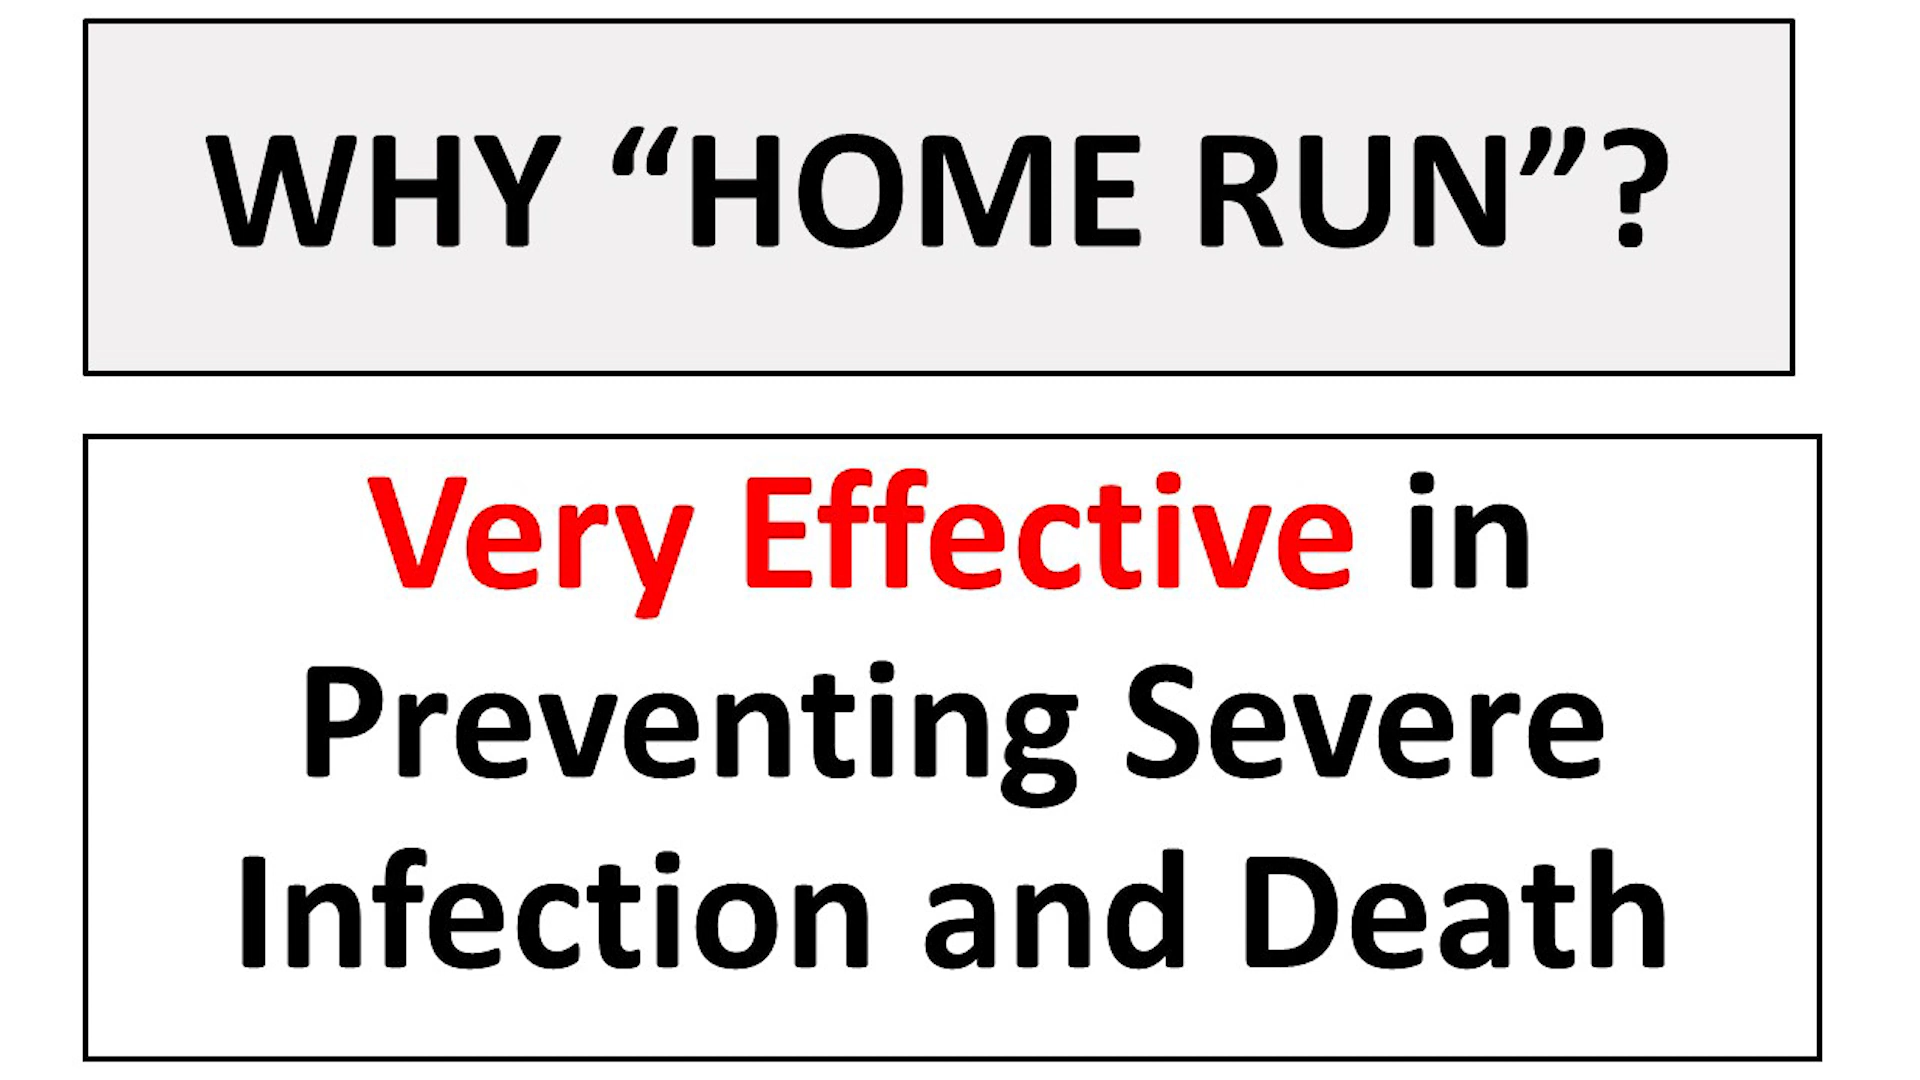 WHY “HOME RUN”?
Very Effective in
Preventing Severe
Infection and Death